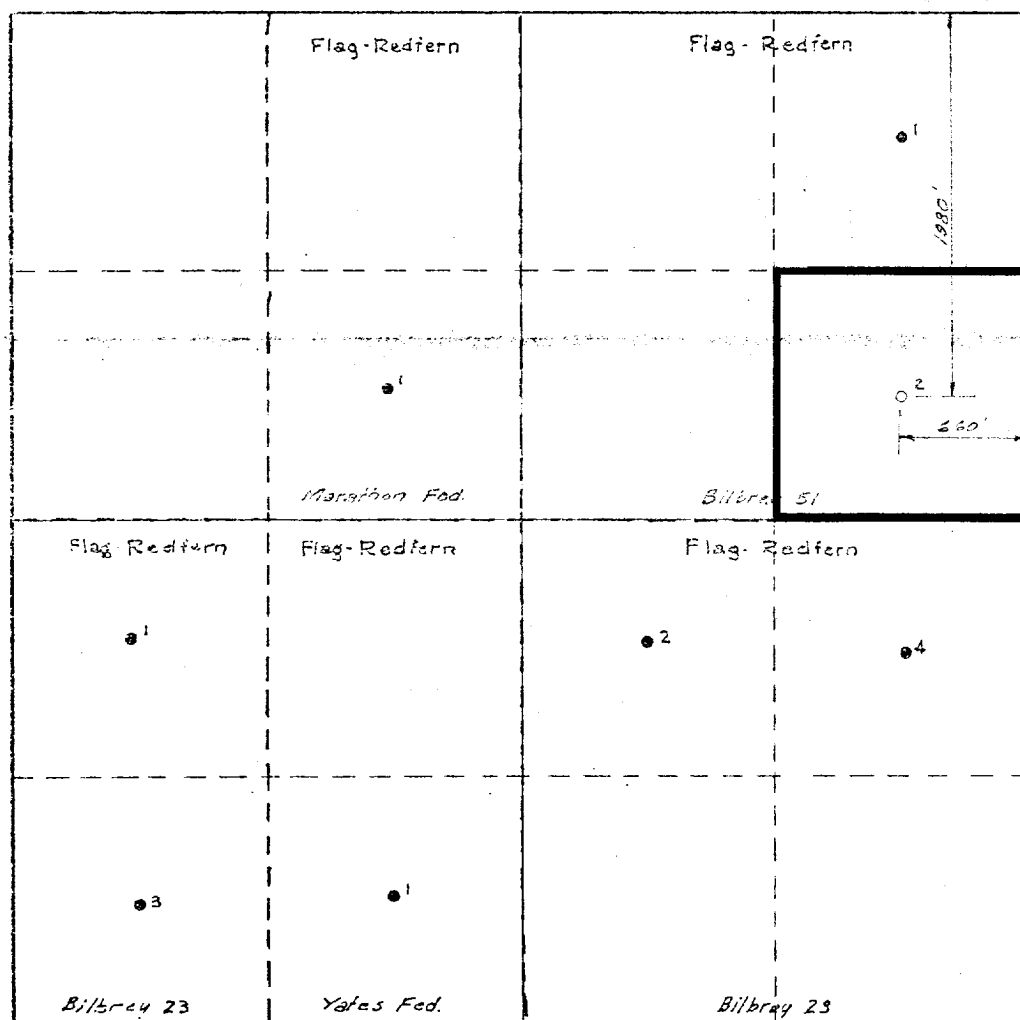 Flag-Redfern
Flag-Redfern
1
1980'
1
2
660'
Marathon Fed.
Bilbrey 51
Flag-Redfern
Flag-Redfern
Flag-Redfern
1
2
4
3
1
Bilbrey 23
Yates Fed.
Bilbrey 23